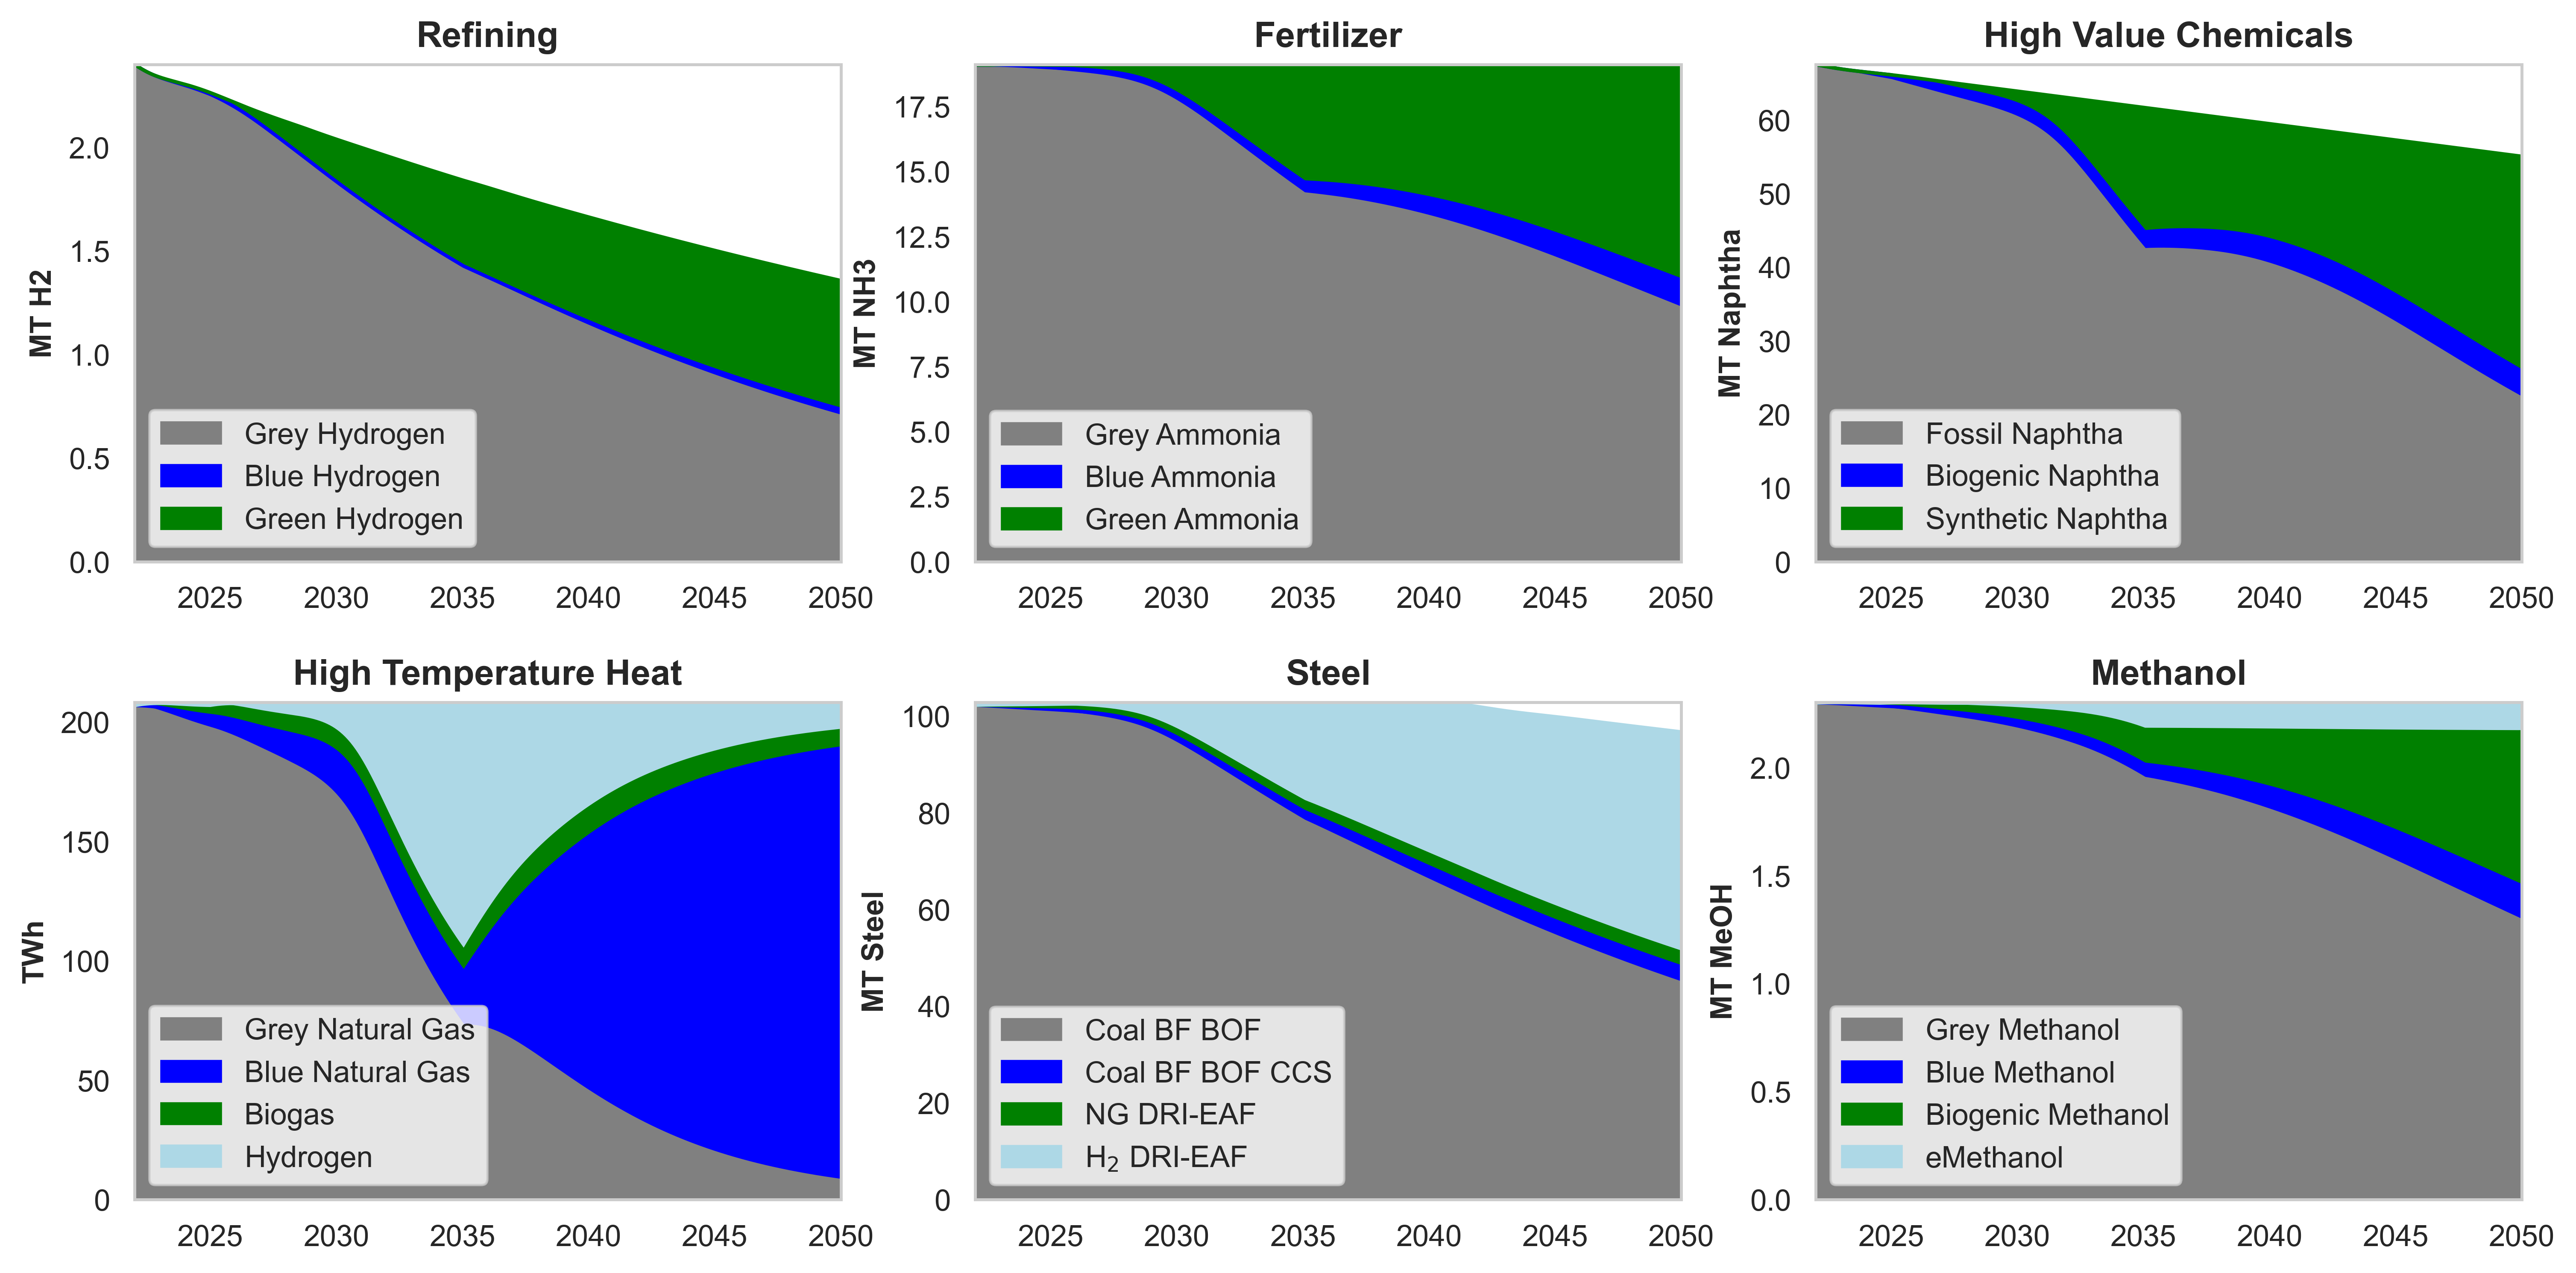 Refining
MT H2
2.0
1.5
1.0
0.5
0.0
Grey Hydrogen
Blue Hydrogen
Green Hydrogen
2025 2030 2035 2040 2045 2050
Fertilizer
MT NH3
17.5
15.0
12.5
10.0
7.5
5.0
2.5
0.0
Grey Ammonia
Blue Ammonia
Green Ammonia
2025 2030 2035 2040 2045 2050
High Value Chemicals
MT Naphtha
60
50
40
30
20
10
0
Fossil Naphtha
Biogenic Naphtha
Synthetic Naphtha
2025 2030 2035 2040 2045 2050
High Temperature Heat
TWh
200
150
100
50
0
Grey Natural Gas
Blue Natural Gas
Biogas
Hydrogen
2025 2030 2035 2040 2045 2050
Steel
MT Steel
100
80
60
40
20
0
Coal BF BOF
Coal BF BOF CCS
NG DRI-EAF
H₂ DRI-EAF
2025 2030 2035 2040 2045 2050
Methanol
MT MeOH
2.0
1.5
1.0
0.5
0.0
Grey Methanol
Blue Methanol
Biogenic Methanol
eMethanol
2025 2030 2035 2040 2045 2050